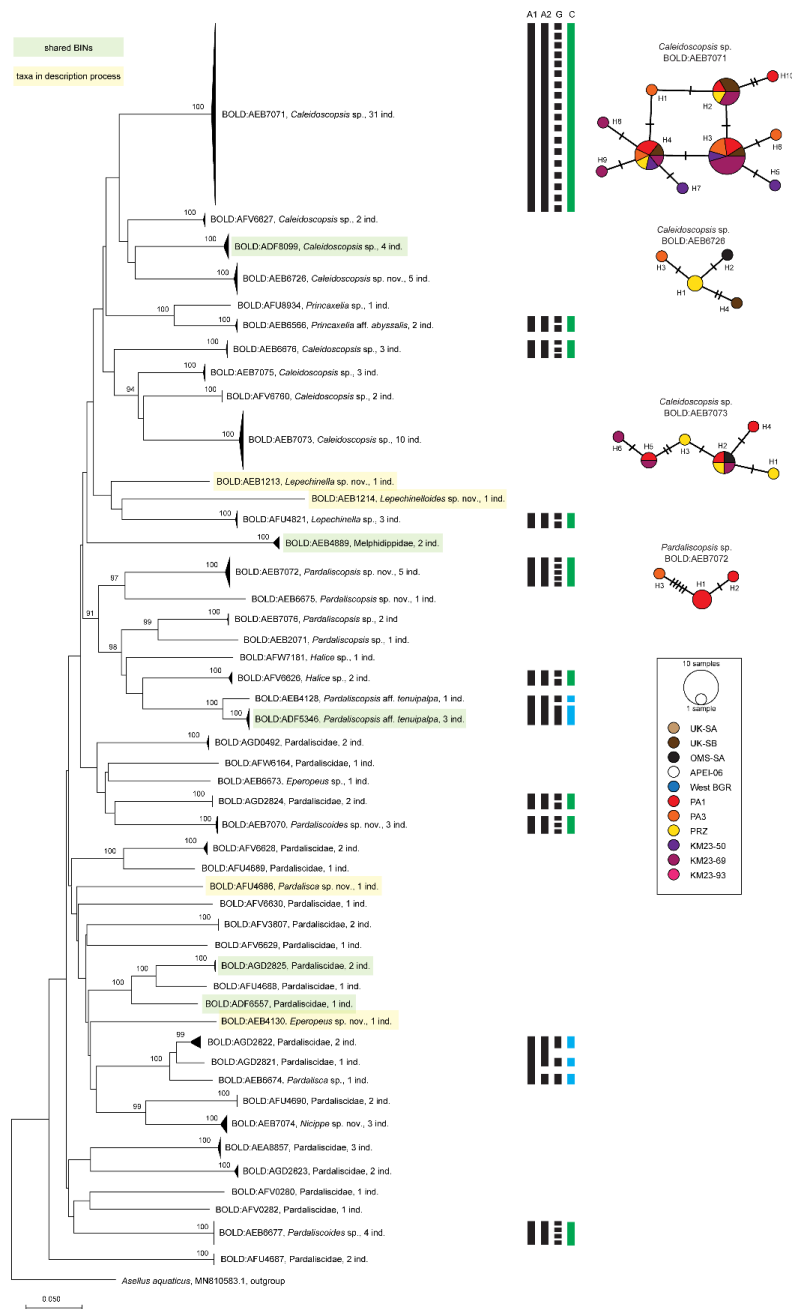 A1 A2 G C
shared BINs
taxa in description process
100 BOLD:AEB7071, Caleidoscopsis sp., 31 ind.
100 BOLD:AFV6627, Caleidoscopsis sp., 2 ind.
100 BOLD:ADF8099, Caleidoscopsis sp., 4 ind.
100 BOLD:AEB6726, Caleidoscopsis sp. nov., 5 ind.
BOLD:AFU8934, Princaxelia sp., 1 ind.
100
100 BOLD:AEB6566, Princaxelia aff. abyssalis, 2 ind.
100 BOLD:AEB6676, Caleidoscopsis sp., 3 ind.
100 BOLD:AEB7075, Caleidoscopsis sp., 3 ind.
94
100 BOLD:AFV6760, Caleidoscopsis sp., 2 ind.
100 BOLD:AEB7073, Caleidoscopsis sp., 10 ind.
BOLD:AEB1213, Lepechinella sp. nov., 1 ind.
BOLD:AEB1214, Lepechinelloides sp. nov., 1 ind.
100 BOLD:AFU4821, Lepechinella sp., 3 ind.
100 BOLD:AEB4889, Melphidippidae, 2 ind.
100 BOLD:AEB7072, Pardaliscopsis sp. nov., 5 ind.
97
BOLD:AEB6675, Pardaliscopsis sp. nov., 1 ind.
91
100 BOLD:AEB7076, Pardaliscopsis sp., 2 ind
99
BOLD:AEB2071, Pardaliscopsis sp., 1 ind.
98
BOLD:AFW7181, Halice sp., 1 ind.
100 BOLD:AFV6626, Halice sp., 2 ind.
BOLD:AEB4128, Pardaliscopsis aff. tenuipalpa, 1 ind.
100
100 BOLD:ADF5346, Pardaliscopsis aff. tenuipalpa, 3 ind.
100 BOLD:AGD0492, Pardaliscidae, 2 ind.
BOLD:AFW6164, Pardaliscidae, 1 ind.
BOLD:AEB6673, Eperopeus sp., 1 ind.
100 BOLD:AGD2824, Pardaliscidae, 2 ind.
100 BOLD:AEB7070, Pardaliscoides sp. nov., 3 ind.
100 BOLD:AFV6628, Pardaliscidae, 2 ind.
100
BOLD:AFU4689, Pardaliscidae, 1 ind.
BOLD:AFU4686, Pardalisca sp. nov., 1 ind.
BOLD:AFV6630, Pardaliscidae, 1 ind.
100 BOLD:AFV3807, Pardaliscidae, 2 ind.
BOLD:AFV6629, Pardaliscidae, 1 ind.
100 BOLD:AGD2825, Pardaliscidae, 2 ind.
100
BOLD:AFU4688, Pardaliscidae, 1 ind.
100
BOLD:ADF6557, Pardaliscidae, 1 ind.
BOLD:AEB4130, Eperopeus sp. nov., 1 ind.
99 BOLD:AGD2822, Pardaliscidae, 2 ind.
100 BOLD:AGD2821, Pardaliscidae, 1 ind.
BOLD:AEB6674, Pardalisca sp., 1 ind.
100 BOLD:AFU4690, Pardaliscidae, 2 ind.
99
100 BOLD:AEB7074, Nicippe sp. nov., 3 ind.
100 BOLD:AEA8857, Pardaliscidae, 3 ind.
100 BOLD:AGD2823, Pardaliscidae, 2 ind.
BOLD:AFV0280, Pardaliscidae, 1 ind.
BOLD:AFV0282, Pardaliscidae, 1 ind.
100 BOLD:AEB6677, Pardaliscoides sp., 4 ind.
100 BOLD:AFU4687, Pardaliscidae, 2 ind.
Asellus aquaticus, MN810583.1, outgroup
0.050
Caleidoscopsis sp.
BOLD:AEB7071
H10
H1
H2
H8
H4
H3
H6
H9
H7
H5
Caleidoscopsis sp.
BOLD:AEB6726
H3
H2
H1
H4
Caleidoscopsis sp.
BOLD:AEB7073
H6
H5
H3
H2
H4
H1
Pardaliscopsis sp.
BOLD:AEB7072
H3
H1
H2
10 samples
1 sample
UK-SA
UK-SB
OMS-SA
APEI-06
West BGR
PA1
PA3
PRZ
KM23-50
KM23-69
KM23-93